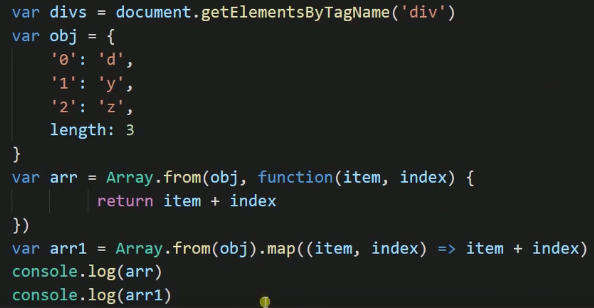 var divs = document.getElementsByTagName('div')
var obj = {
    '0': 'd',
    '1': 'y',
    '2': 'z',
    length: 3
}
var arr = Array.from(obj, function(item, index) {
        return item + index
})
var arr1 = Array.from(obj).map((item, index) => item + index)
console.log(arr)
console.log(arr1)